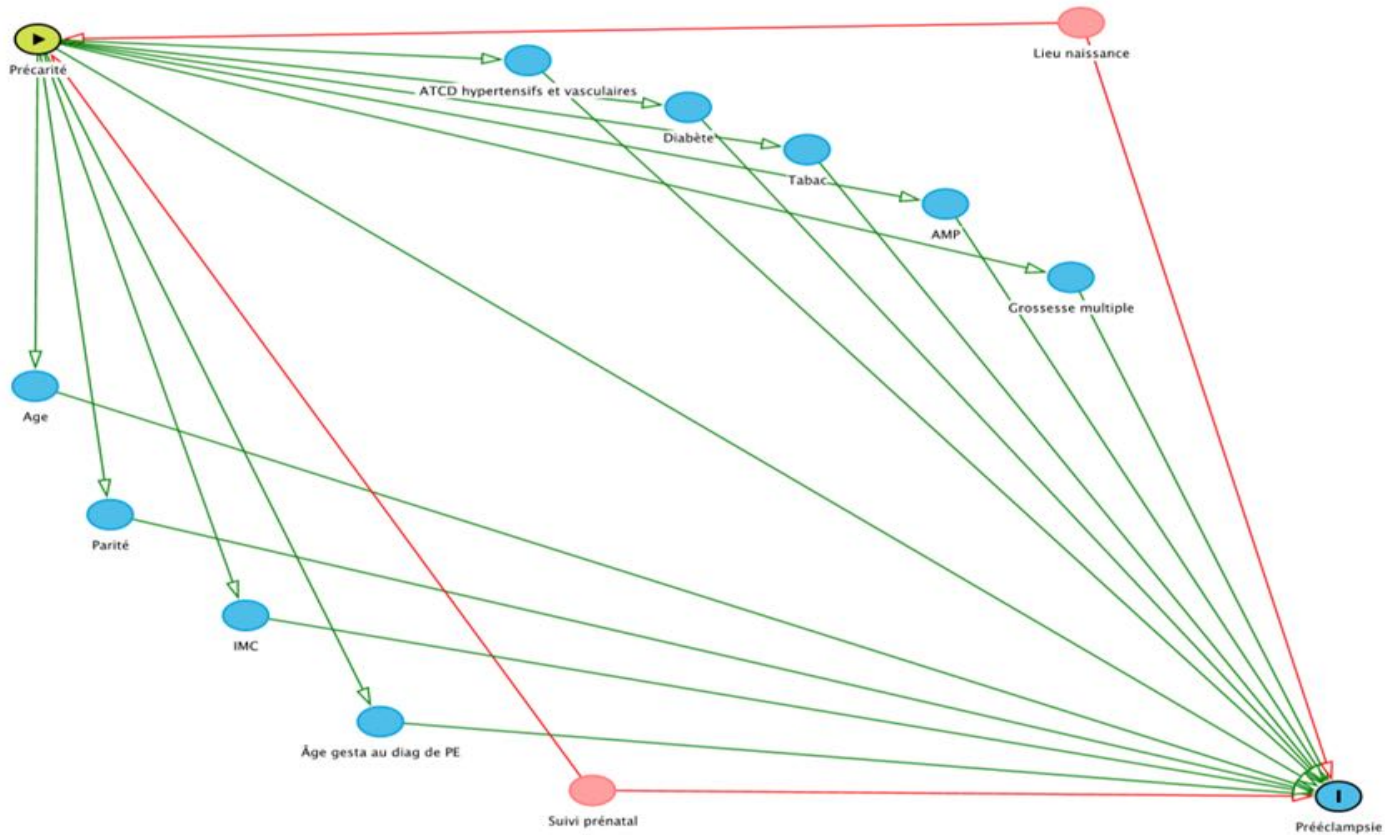 Lieu naissance
Précarité
ATCD hypertensifs et vasculaires
Diabète
Tabac
AMP
Grossesse multiple
Age
Parité
IMC
Âge gesta au diag de PE
Suivi prénatal
I
Prééclampsie